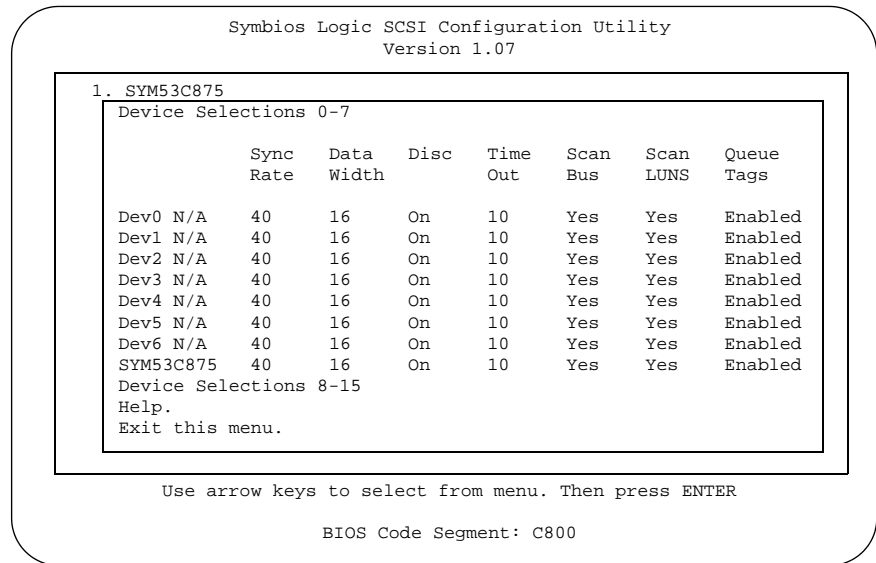 Symbios Logic SCSI Configuration Utility
Version 1.07
1. SYM53C875
Device Selections 0-7
Sync Data Disc Time Scan Scan Queue
Rate Width Out Bus LUNS Tags
Dev0 N/A 40 16 On 10 Yes Yes Enabled
Dev1 N/A 40 16 On 10 Yes Yes Enabled
Dev2 N/A 40 16 On 10 Yes Yes Enabled
Dev3 N/A 40 16 On 10 Yes Yes Enabled
Dev4 N/A 40 16 On 10 Yes Yes Enabled
Dev5 N/A 40 16 On 10 Yes Yes Enabled
Dev6 N/A 40 16 On 10 Yes Yes Enabled
SYM53C875 40 16 On 10 Yes Yes Enabled
Device Selections 8-15
Help.
Exit this menu.
Use arrow keys to select from menu. Then press ENTER
BIOS Code Segment: C800